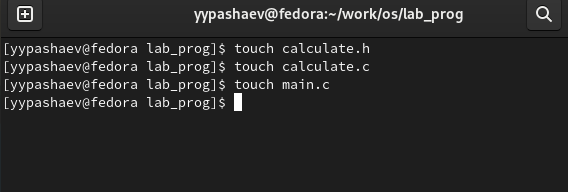 yypashaev@fedora:~/work/os/lab_prog
[yypashaev@fedora lab_prog]$ touch calculate.h
[yypashaev@fedora lab_prog]$ touch calculate.c
[yypashaev@fedora lab_prog]$ touch main.c
[yypashaev@fedora lab_prog]$